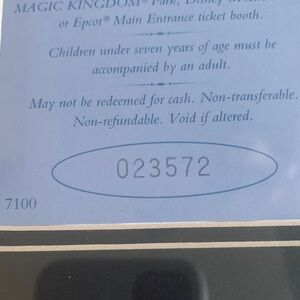 MAGIC KINGDOM® Park, Disney
or Epcot® Main Entrance ticket booth.
Children under seven years of age must be
accompanied by an adult.
May not be redeemed for cash. Non-transferable.
Non-refundable. Void if altered.
023572
7100